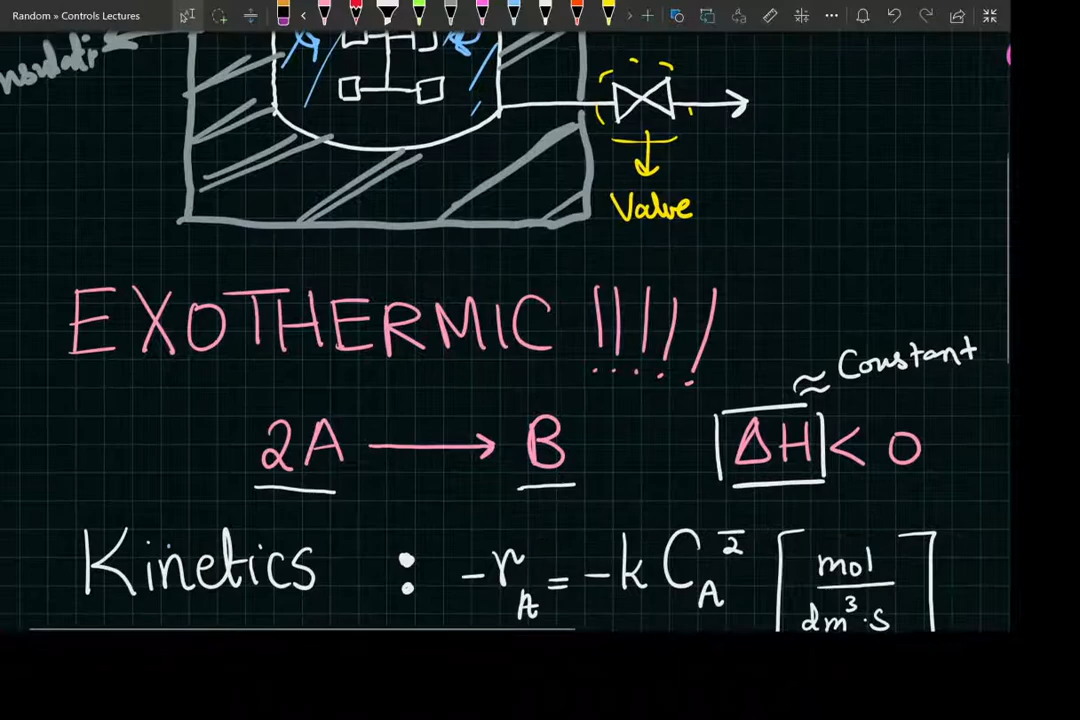 Random » Controls Lectures
Valve
EXOTHERMIC !!!!!
≈ Constant
2A → B |ΔH| < 0
Kinetics : -r_A = -k C_A^2 [mol / dm^3·s]